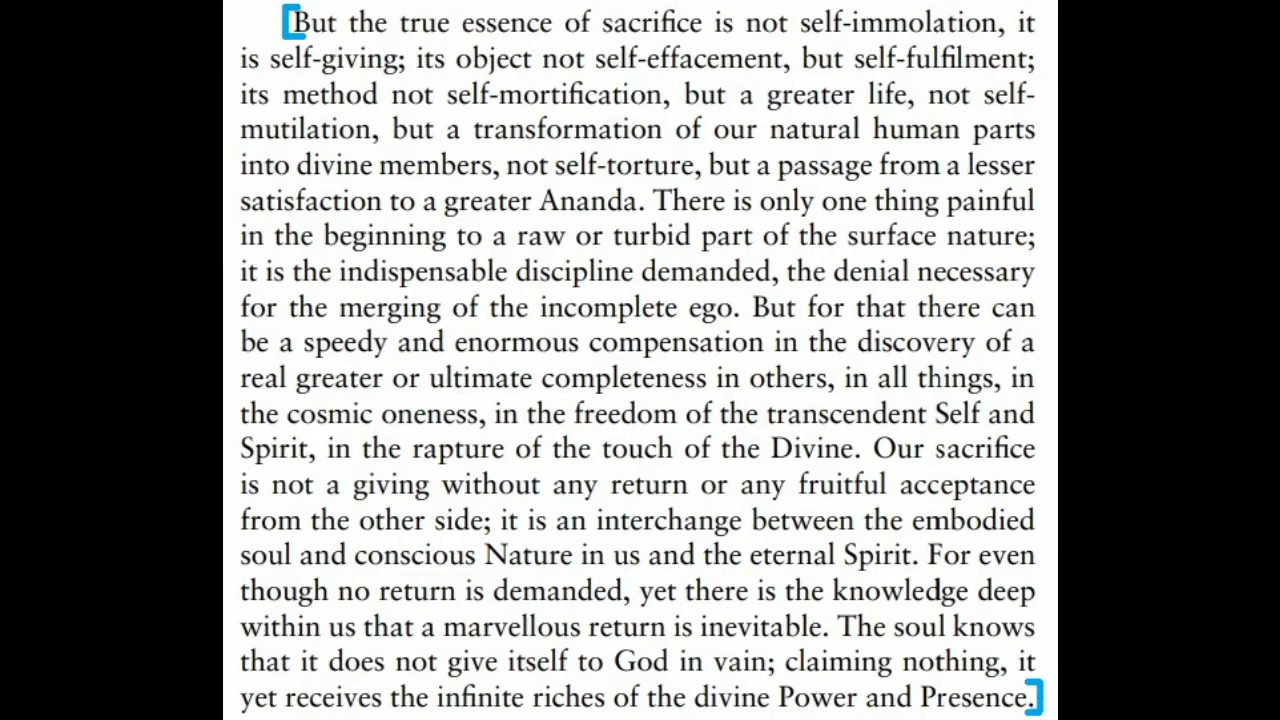 But the true essence of sacrifice is not self-immolation, it
is self-giving; its object not self-effacement, but self-fulfilment;
its method not self-mortification, but a greater life, not self-
mutilation, but a transformation of our natural human parts
into divine members, not self-torture, but a passage from a lesser
satisfaction to a greater Ananda. There is only one thing painful
in the beginning to a raw or turbid part of the surface nature;
it is the indispensable discipline demanded, the denial necessary
for the merging of the incomplete ego. But for that there can
be a speedy and enormous compensation in the discovery of a
real greater or ultimate completeness in others, in all things, in
the cosmic oneness, in the freedom of the transcendent Self and
Spirit, in the rapture of the touch of the Divine. Our sacrifice
is not a giving without any return or any fruitful acceptance
from the other side; it is an interchange between the embodied
soul and conscious Nature in us and the eternal Spirit. For even
though no return is demanded, yet there is the knowledge deep
within us that a marvellous return is inevitable. The soul knows
that it does not give itself to God in vain; claiming nothing, it
yet receives the infinite riches of the divine Power and Presence.